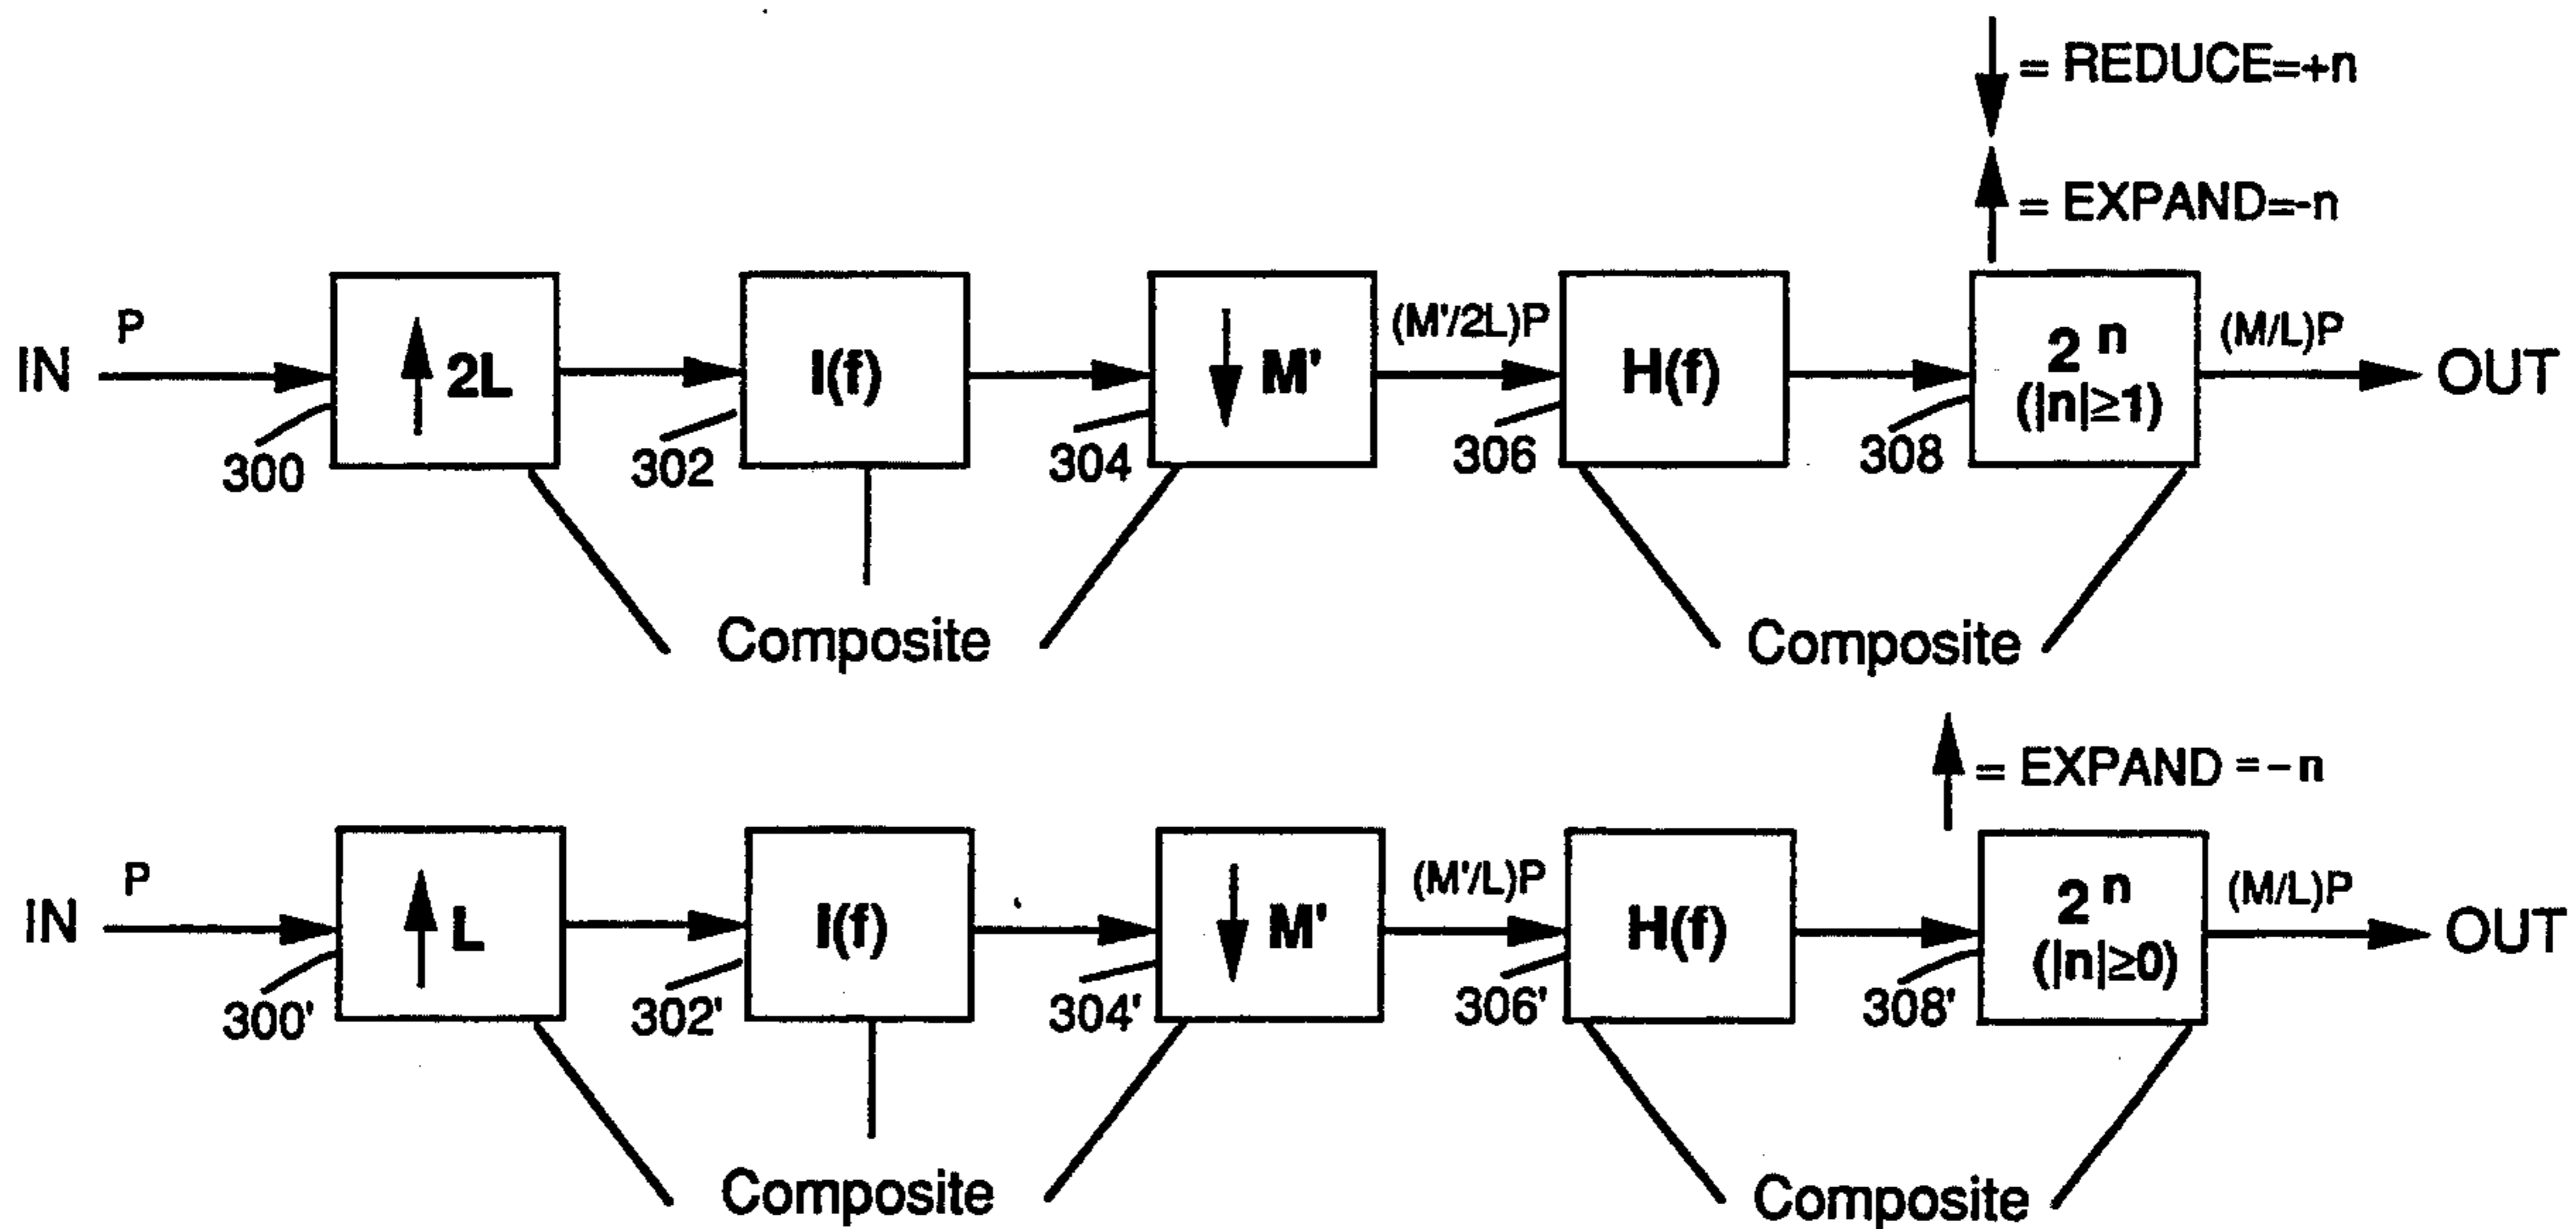 = REDUCE=+n
= EXPAND=-n
IN
P
2L
I(f)
M'
(M'/2L)P
H(f)
2 n
(|n|≥1)
(M/L)P
OUT
300
302
304
306
308
Composite
Composite
= EXPAND =-n
IN
P
L
I(f)
M'
(M'/L)P
H(f)
2 n
(|n|≥0)
(M/L)P
OUT
300'
302'
304'
306'
308'
Composite
Composite